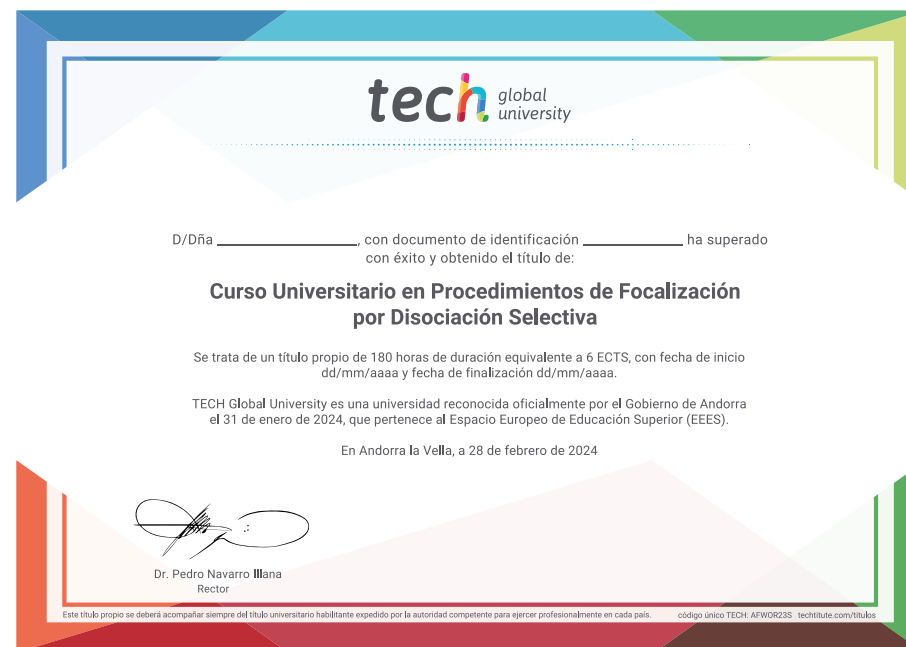 tech global university
D/Dña ______________, con documento de identificación __________ ha superado
con éxito y obtenido el título de:
Curso Universitario en Procedimientos de Focalización
por Disociación Selectiva
Se trata de un título propio de 180 horas de duración equivalente a 6 ECTS, con fecha de inicio
dd/mm/aaaa y fecha de finalización dd/mm/aaaa.
TECH Global University es una universidad reconocida oficialmente por el Gobierno de Andorra
el 31 de enero de 2024, que pertenece al Espacio Europeo de Educación Superior (EEES).
En Andorra la Vella, a 28 de febrero de 2024
Dr. Pedro Navarro Illana
Rector
Este título propio se deberá acompañar siempre del título universitario habilitante expedido por la autoridad competente para ejercer profesionalmente en cada país. código único TECH: AFWOR23S techtitute.com/titulos